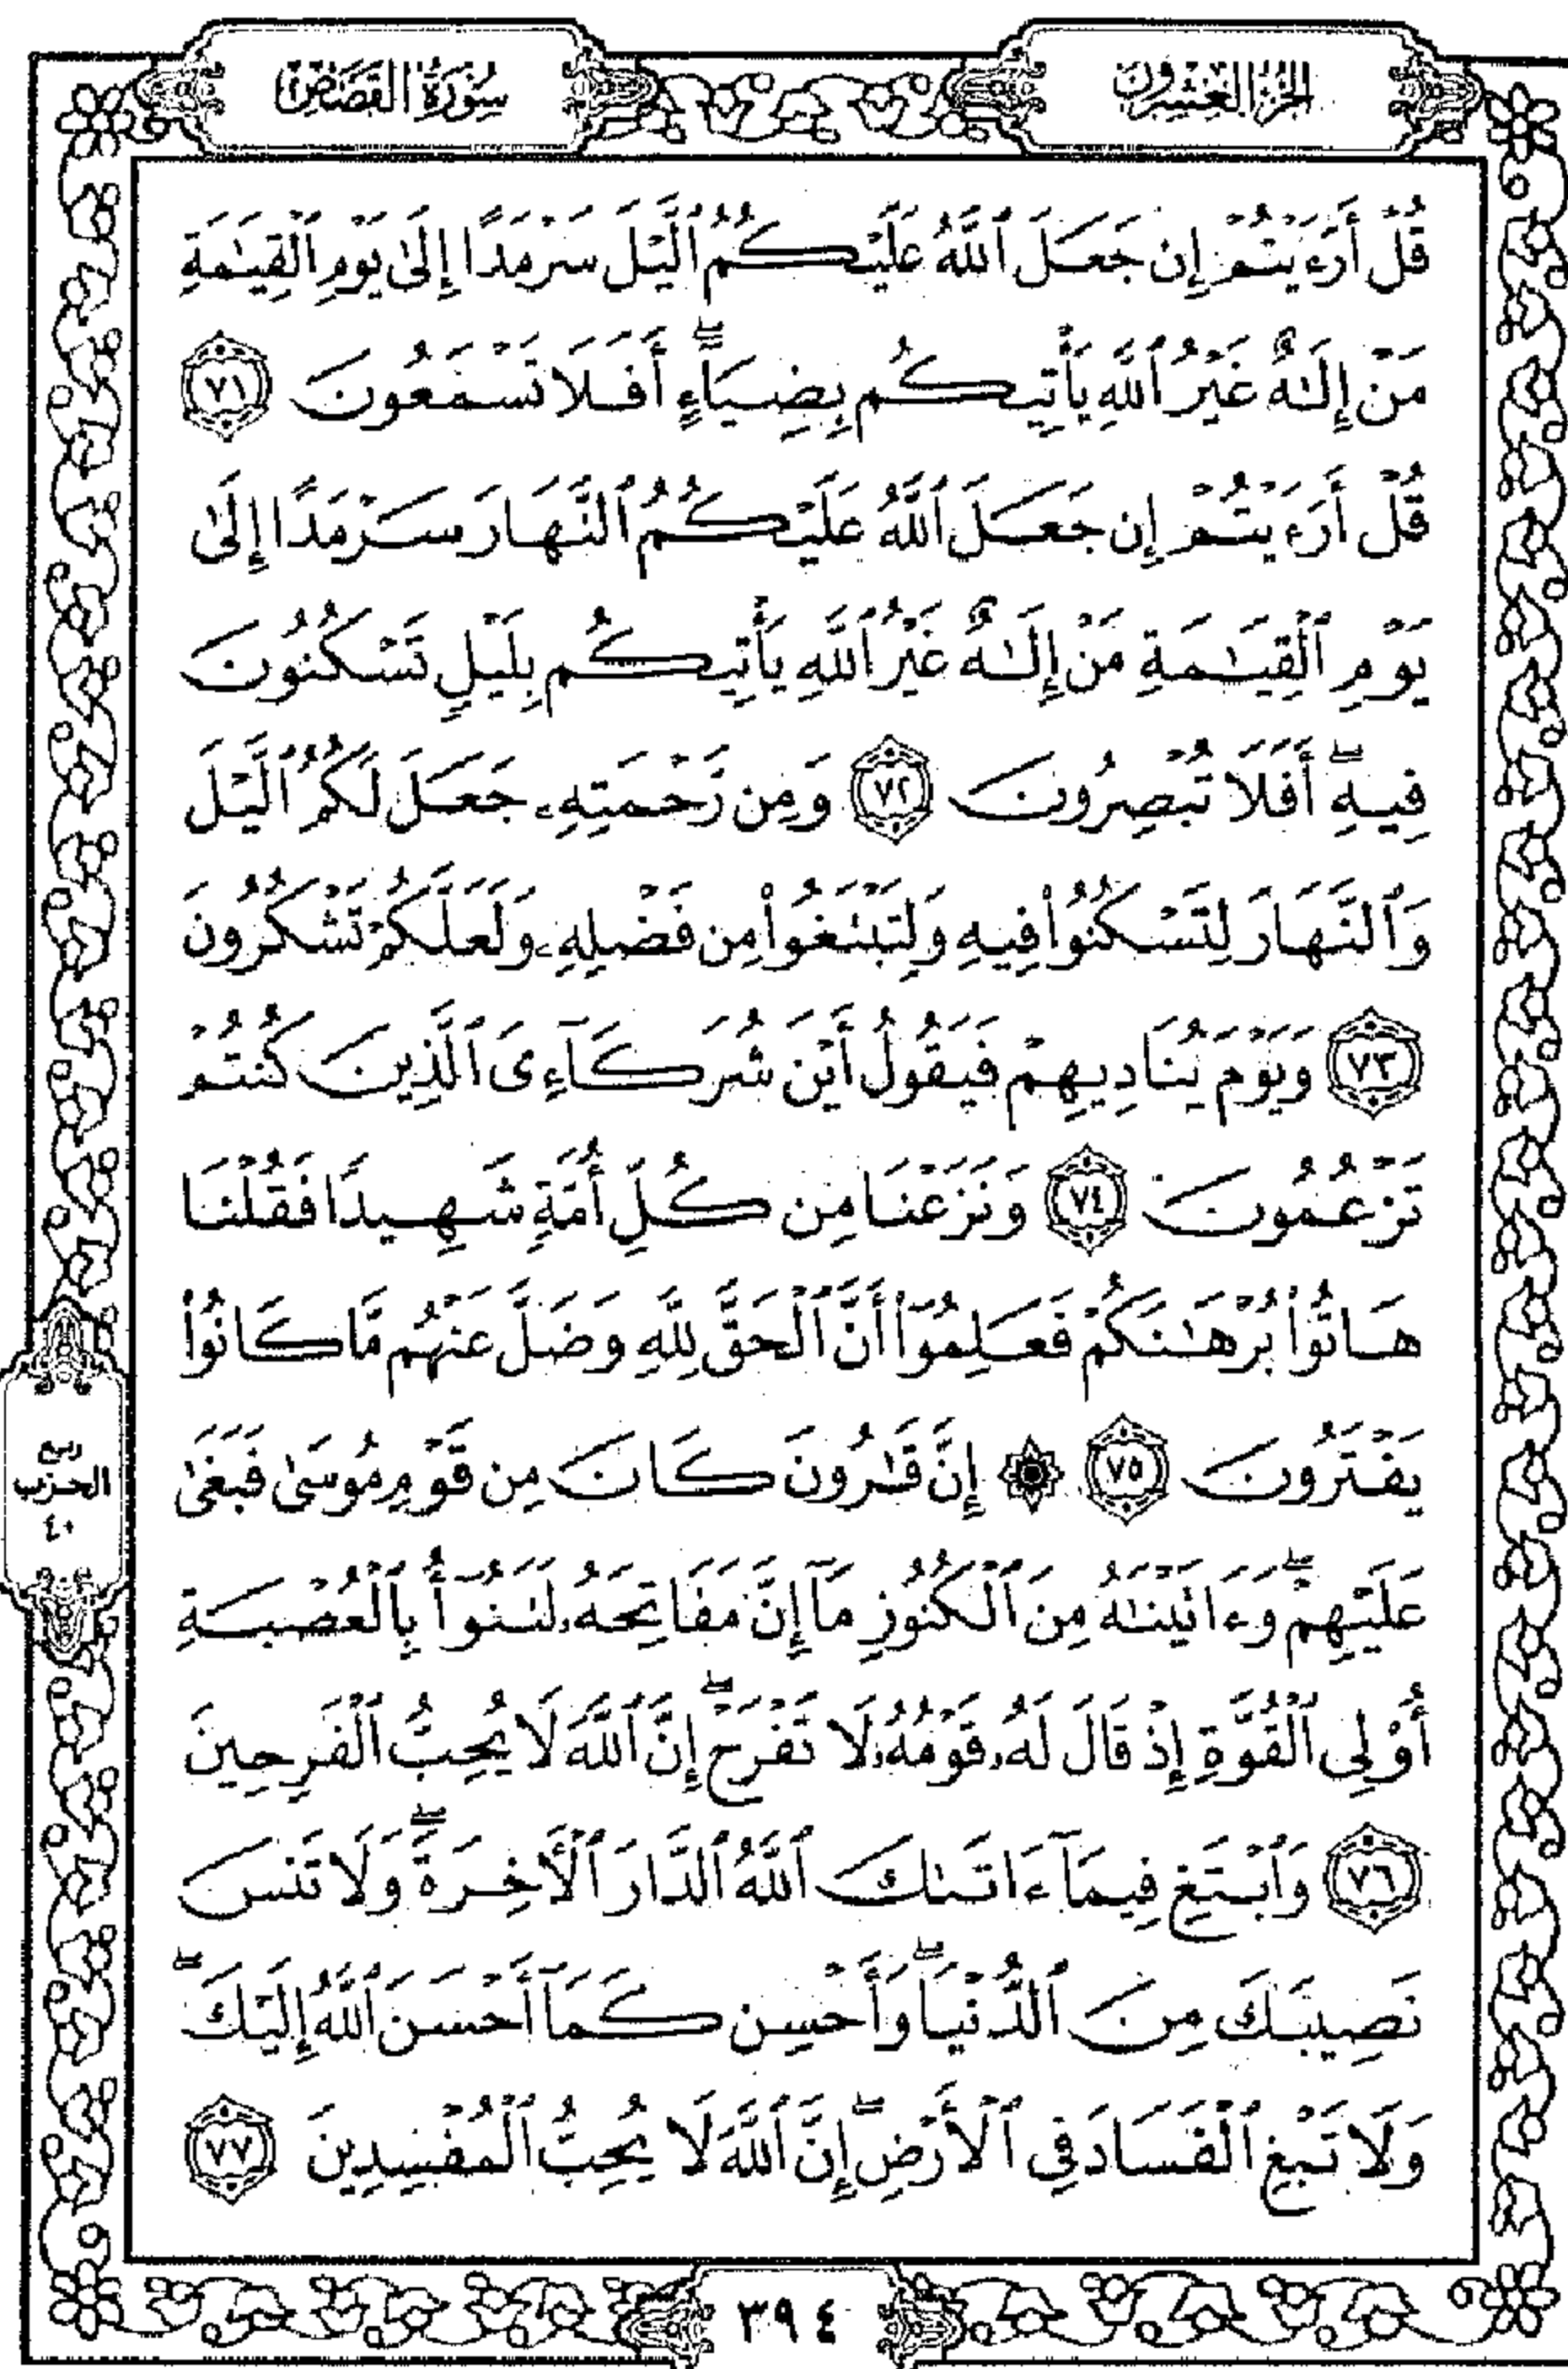 الجزء العشرون
سورة القصص
قُلْ أَرَءَيْتُمْ إِن جَعَلَ ٱللَّهُ عَلَيْكُمُ ٱلَّيْلَ سَرْمَدًا إِلَىٰ يَوْمِ ٱلْقِيَٰمَةِ
مَنْ إِلَٰهٌ غَيْرُ ٱللَّهِ يَأْتِيكُم بِضِيَآءٍ ۖ أَفَلَا تَسْمَعُونَ ٧١
قُلْ أَرَءَيْتُمْ إِن جَعَلَ ٱللَّهُ عَلَيْكُمُ ٱلنَّهَارَ سَرْمَدًا إِلَىٰ
يَوْمِ ٱلْقِيَٰمَةِ مَنْ إِلَٰهٌ غَيْرُ ٱللَّهِ يَأْتِيكُم بِلَيْلٍ تَسْكُنُونَ
فِيهِ ۖ أَفَلَا تُبْصِرُونَ ٧٢ وَمِن رَّحْمَتِهِۦ جَعَلَ لَكُمُ ٱلَّيْلَ
وَٱلنَّهَارَ لِتَسْكُنُوا۟ فِيهِ وَلِتَبْتَغُوا۟ مِن فَضْلِهِۦ وَلَعَلَّكُمْ تَشْكُرُونَ
٧٣ وَيَوْمَ يُنَادِيهِمْ فَيَقُولُ أَيْنَ شُرَكَآءِىَ ٱلَّذِينَ كُنتُمْ
تَزْعُمُونَ ٧٤ وَنَزَعْنَا مِن كُلِّ أُمَّةٍ شَهِيدًا فَقُلْنَا
هَاتُوا۟ بُرْهَٰنَكُمْ فَعَلِمُوٓا۟ أَنَّ ٱلْحَقَّ لِلَّهِ وَضَلَّ عَنْهُم مَّا كَانُوا۟
يَفْتَرُونَ ٧٥ ۞ إِنَّ قَٰرُونَ كَانَ مِن قَوْمِ مُوسَىٰ فَبَغَىٰ
عَلَيْهِمْ ۖ وَءَاتَيْنَٰهُ مِنَ ٱلْكُنُوزِ مَآ إِنَّ مَفَاتِحَهُۥ لَتَنُوٓأُ بِٱلْعُصْبَةِ
أُو۟لِى ٱلْقُوَّةِ إِذْ قَالَ لَهُۥ قَوْمُهُۥ لَا تَفْرَحْ ۖ إِنَّ ٱللَّهَ لَا يُحِبُّ ٱلْفَرِحِينَ
٧٦ وَٱبْتَغِ فِيمَآ ءَاتَىٰكَ ٱللَّهُ ٱلدَّارَ ٱلْءَاخِرَةَ ۖ وَلَا تَنسَ
نَصِيبَكَ مِنَ ٱلدُّنْيَا ۖ وَأَحْسِن كَمَآ أَحْسَنَ ٱللَّهُ إِلَيْكَ ۖ
وَلَا تَبْغِ ٱلْفَسَادَ فِى ٱلْأَرْضِ ۖ إِنَّ ٱللَّهَ لَا يُحِبُّ ٱلْمُفْسِدِينَ ٧٧
ربع
الحزب
٤٠
٣٩٤